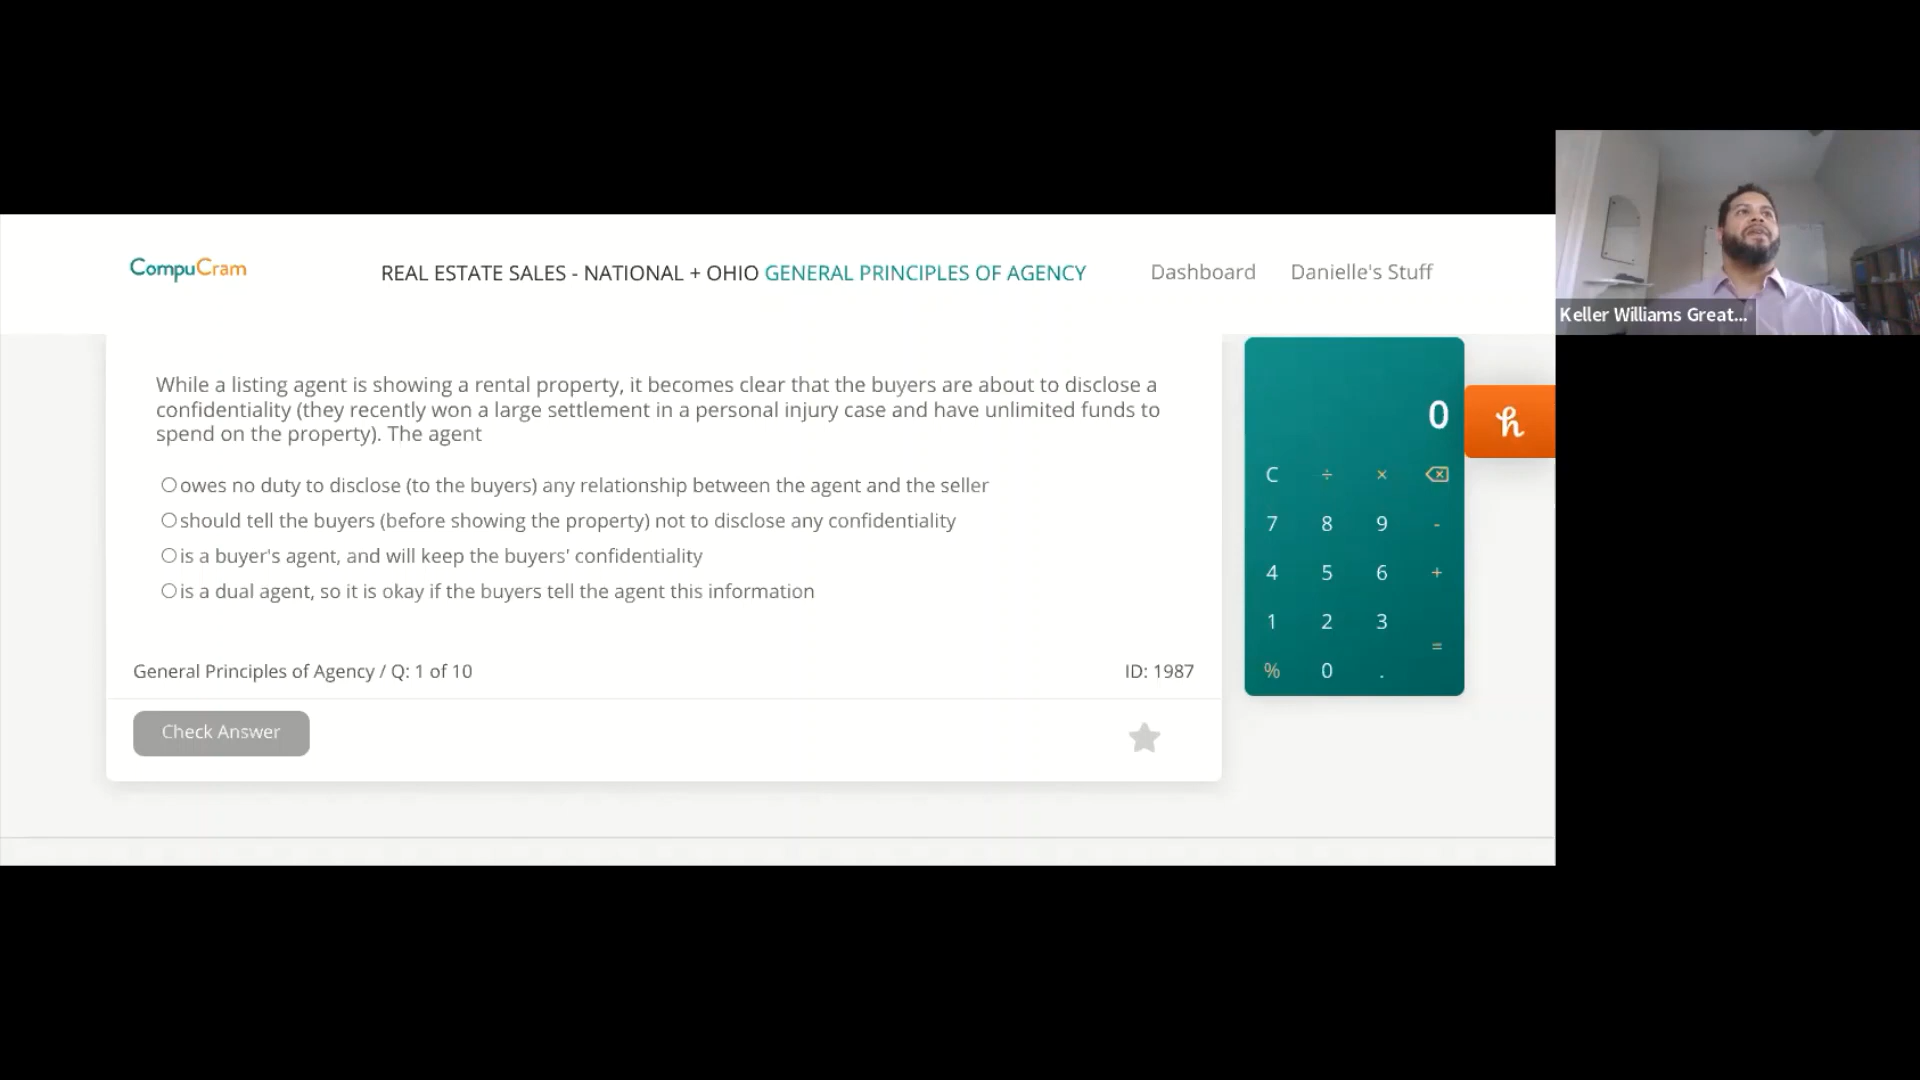 CompuCram
REAL ESTATE SALES - NATIONAL + OHIO GENERAL PRINCIPLES OF AGENCY
Dashboard
Danielle's Stuff
Keller Williams Great...
While a listing agent is showing a rental property, it becomes clear that the buyers are about to disclose a
confidentiality (they recently won a large settlement in a personal injury case and have unlimited funds to
spend on the property). The agent
owes no duty to disclose (to the buyers) any relationship between the agent and the seller
should tell the buyers (before showing the property) not to disclose any confidentiality
is a buyer's agent, and will keep the buyers' confidentiality
is a dual agent, so it is okay if the buyers tell the agent this information
General Principles of Agency / Q: 1 of 10
ID: 1987
Check Answer
0
h
C ÷ ×
7 8 9 -
4 5 6 +
1 2 3
=
% 0 .